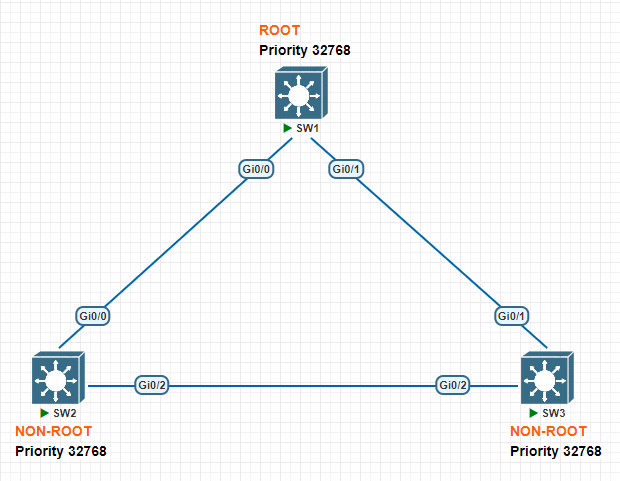 ROOT
Priority 32768
SW1
Gi0/0
Gi0/1
Gi0/0
Gi0/1
Gi0/2
Gi0/2
SW2
SW3
NON-ROOT
NON-ROOT
Priority 32768
Priority 32768